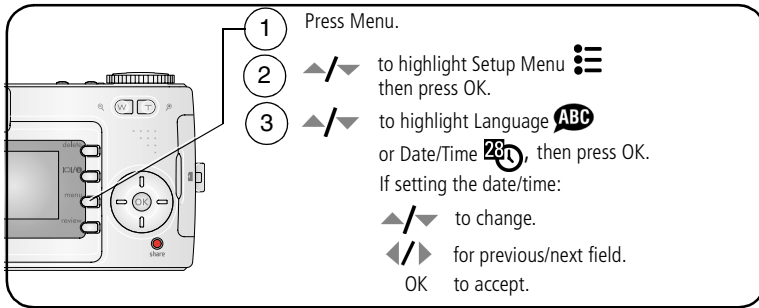 1 Press Menu.
2 to highlight Setup Menu
then press OK.
3 to highlight Language ABC
or Date/Time 28, then press OK.
If setting the date/time:
/ to change.
/ for previous/next field.
OK to accept.
W T
delete
menu
OK
review
share